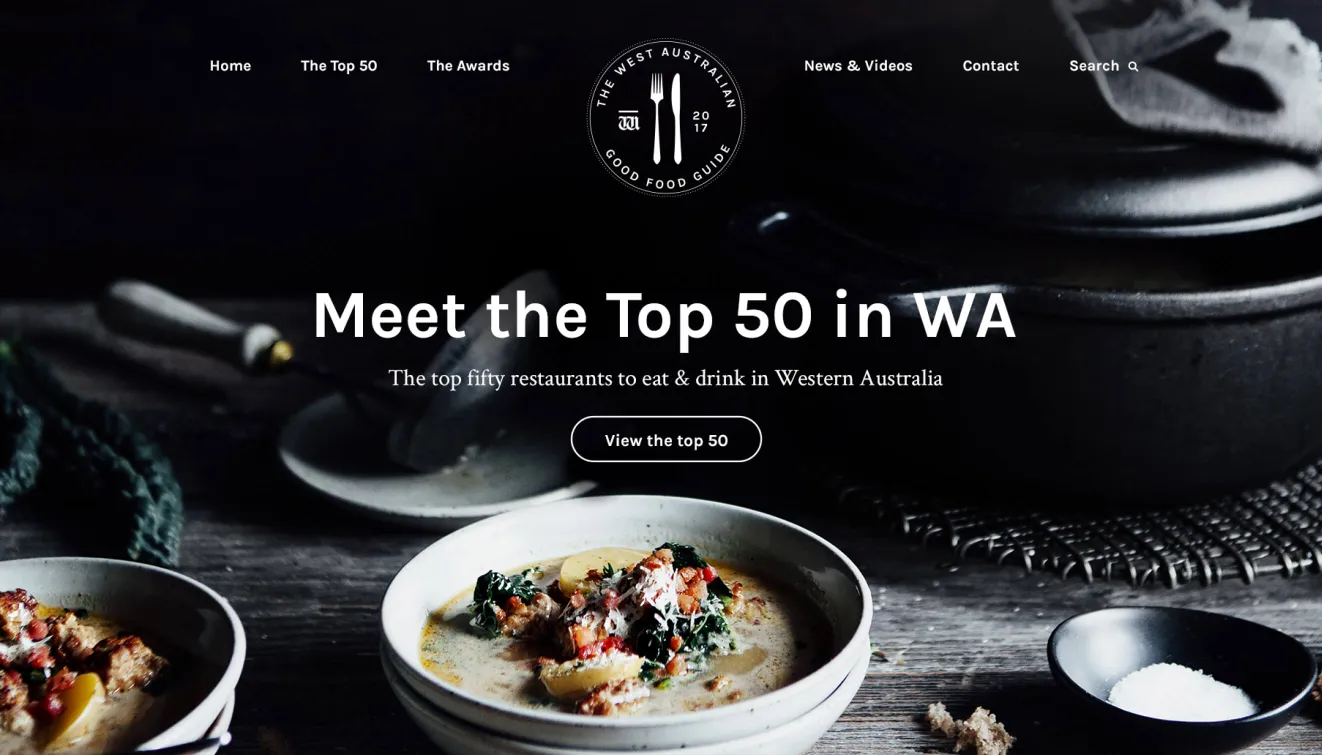 Home
The Top 50
The Awards
THE WEST AUSTRALIAN
W
20
17
GOOD FOOD GUIDE
News & Videos
Contact
Search
Meet the Top 50 in WA
The top fifty restaurants to eat & drink in Western Australia
View the top 50